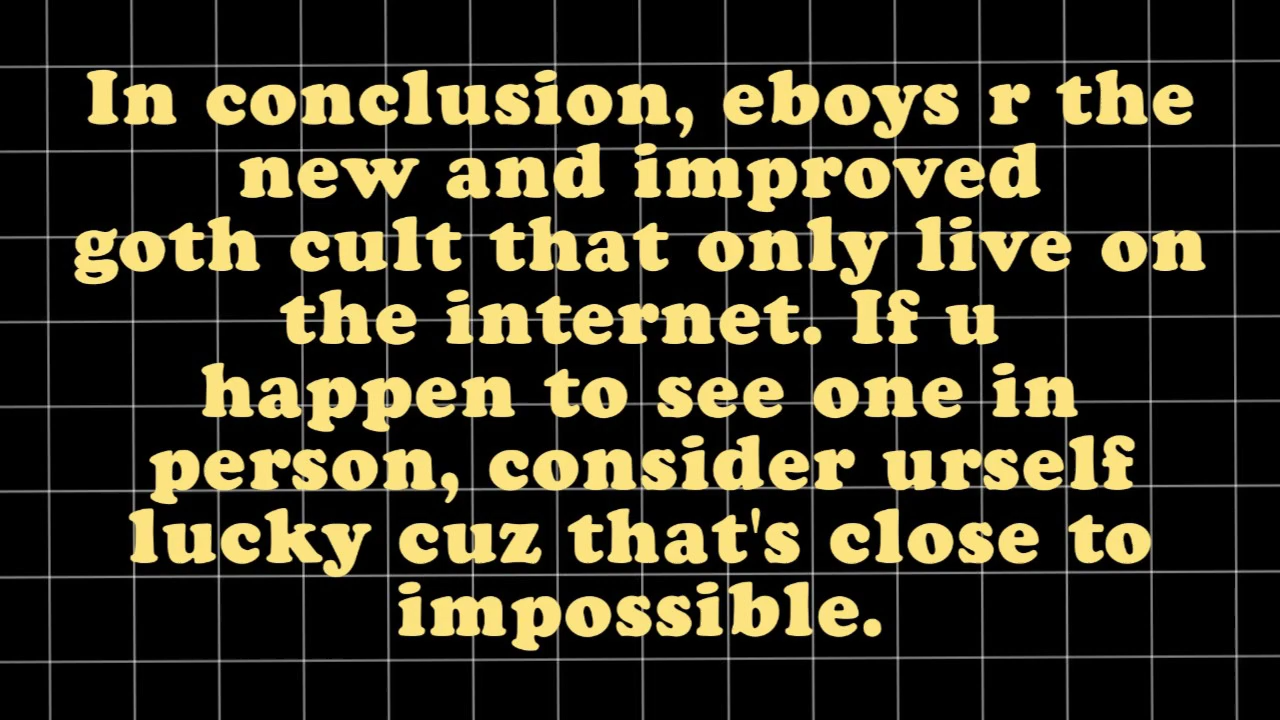 In conclusion, eboys r the
new and improved
goth cult that only live on
the internet. If u
happen to see one in
person, consider urself
lucky cuz that's close to
impossible.